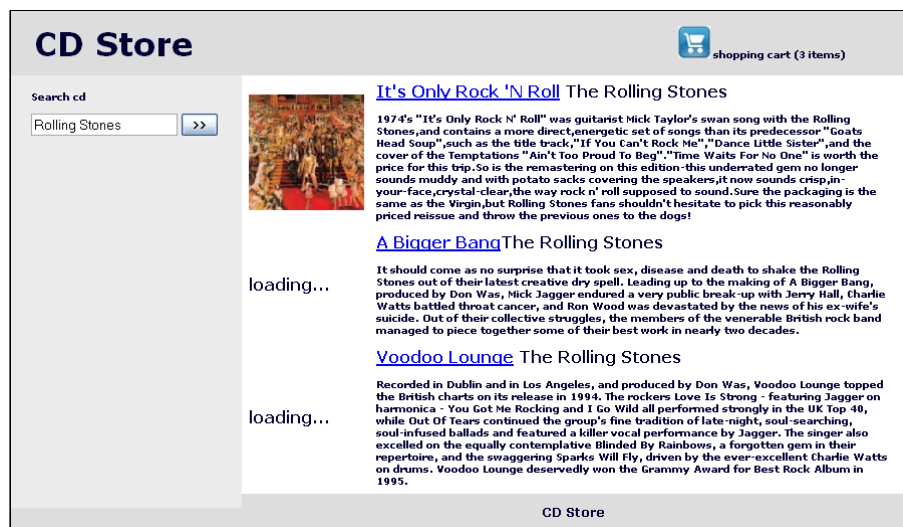 CD Store
shopping cart (3 items)
Search cd
Rolling Stones
>>
It's Only Rock 'N Roll The Rolling Stones
1974's "It's Only Rock N' Roll" was guitarist Mick Taylor's swan song with the Rolling
Stones,and contains a more direct,energetic set of songs than its predecessor "Goats
Head Soup",such as the title track,"If You Can't Rock Me","Dance Little Sister",and the
cover of the Temptations "Ain't Too Proud To Beg"."Time Waits For No One" is worth the
price for this trip.So is the remastering on this edition-this underrated gem no longer
sounds muddy and with potato sacks covering the speakers,it now sounds crisp,in-
your-face,crystal-clear,the way rock n' roll supposed to sound.Sure the packaging is the
same as the Virgin,but Rolling Stones fans shouldn't hesitate to pick this reasonably
priced reissue and throw the previous ones to the dogs!
A Bigger BangThe Rolling Stones
loading...
It should come as no surprise that it took sex, disease and death to shake the Rolling
Stones out of their latest creative dry spell. Leading up to the making of A Bigger Bang,
produced by Don Was, Mick Jagger endured a very public break-up with Jerry Hall, Charlie
Watts battled throat cancer, and Ron Wood was devastated by the news of his ex-wife's
suicide. Out of their collective struggles, the members of the venerable British rock band
managed to piece together some of their best work in nearly two decades.
Voodoo Lounge The Rolling Stones
loading...
Recorded in Dublin and in Los Angeles, and produced by Don Was, Voodoo Lounge topped
the British charts on its release in 1994. The rockers Love Is Strong - featuring Jagger on
harmonica - You Got Me Rocking and I Go Wild all performed strongly in the UK Top 40,
while Out Of Tears continued the group's fine tradition of late-night, soul-searching,
soul-infused ballads and featured a killer vocal performance by Jagger. The singer also
excelled on the equally contemplative Blinded By Rainbows, a forgotten gem in their
repertoire, and the swaggering Sparks Will Fly, driven by the ever-excellent Charlie Watts
on drums. Voodoo Lounge deservedly won the Grammy Award for Best Rock Album in
1995.
CD Store